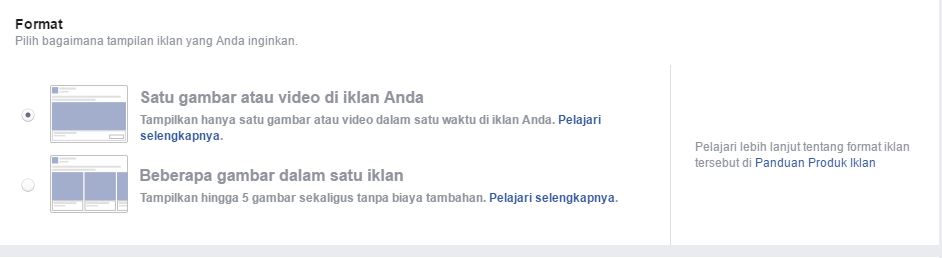 Format
Pilih bagaimana tampilan iklan yang Anda inginkan.
Satu gambar atau video di iklan Anda
Tampilkan hanya satu gambar atau video dalam satu waktu di iklan Anda. Pelajari
selengkapnya.
Beberapa gambar dalam satu iklan
Tampilkan hingga 5 gambar sekaligus tanpa biaya tambahan. Pelajari selengkapnya.
Pelajari lebih lanjut tentang format iklan
tersebut di Panduan Produk Iklan